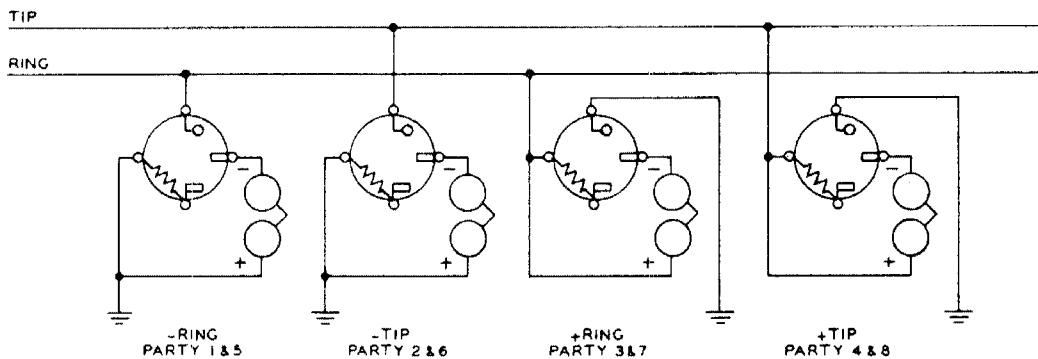 TIP
RING
−
+
−
+
−
+
−
+
-RING
PARTY 1&5
-TIP
PARTY 2&6
+RING
PARTY 3&7
+TIP
PARTY 4&8